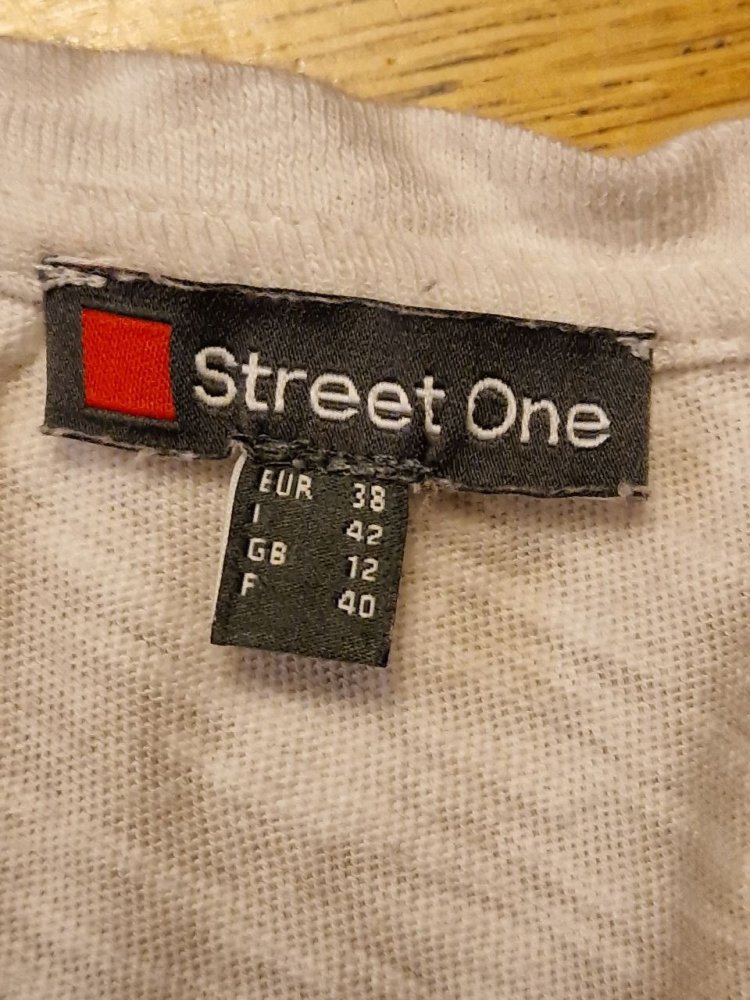 Street One
EUR 38
I 42
GB 12
F 40